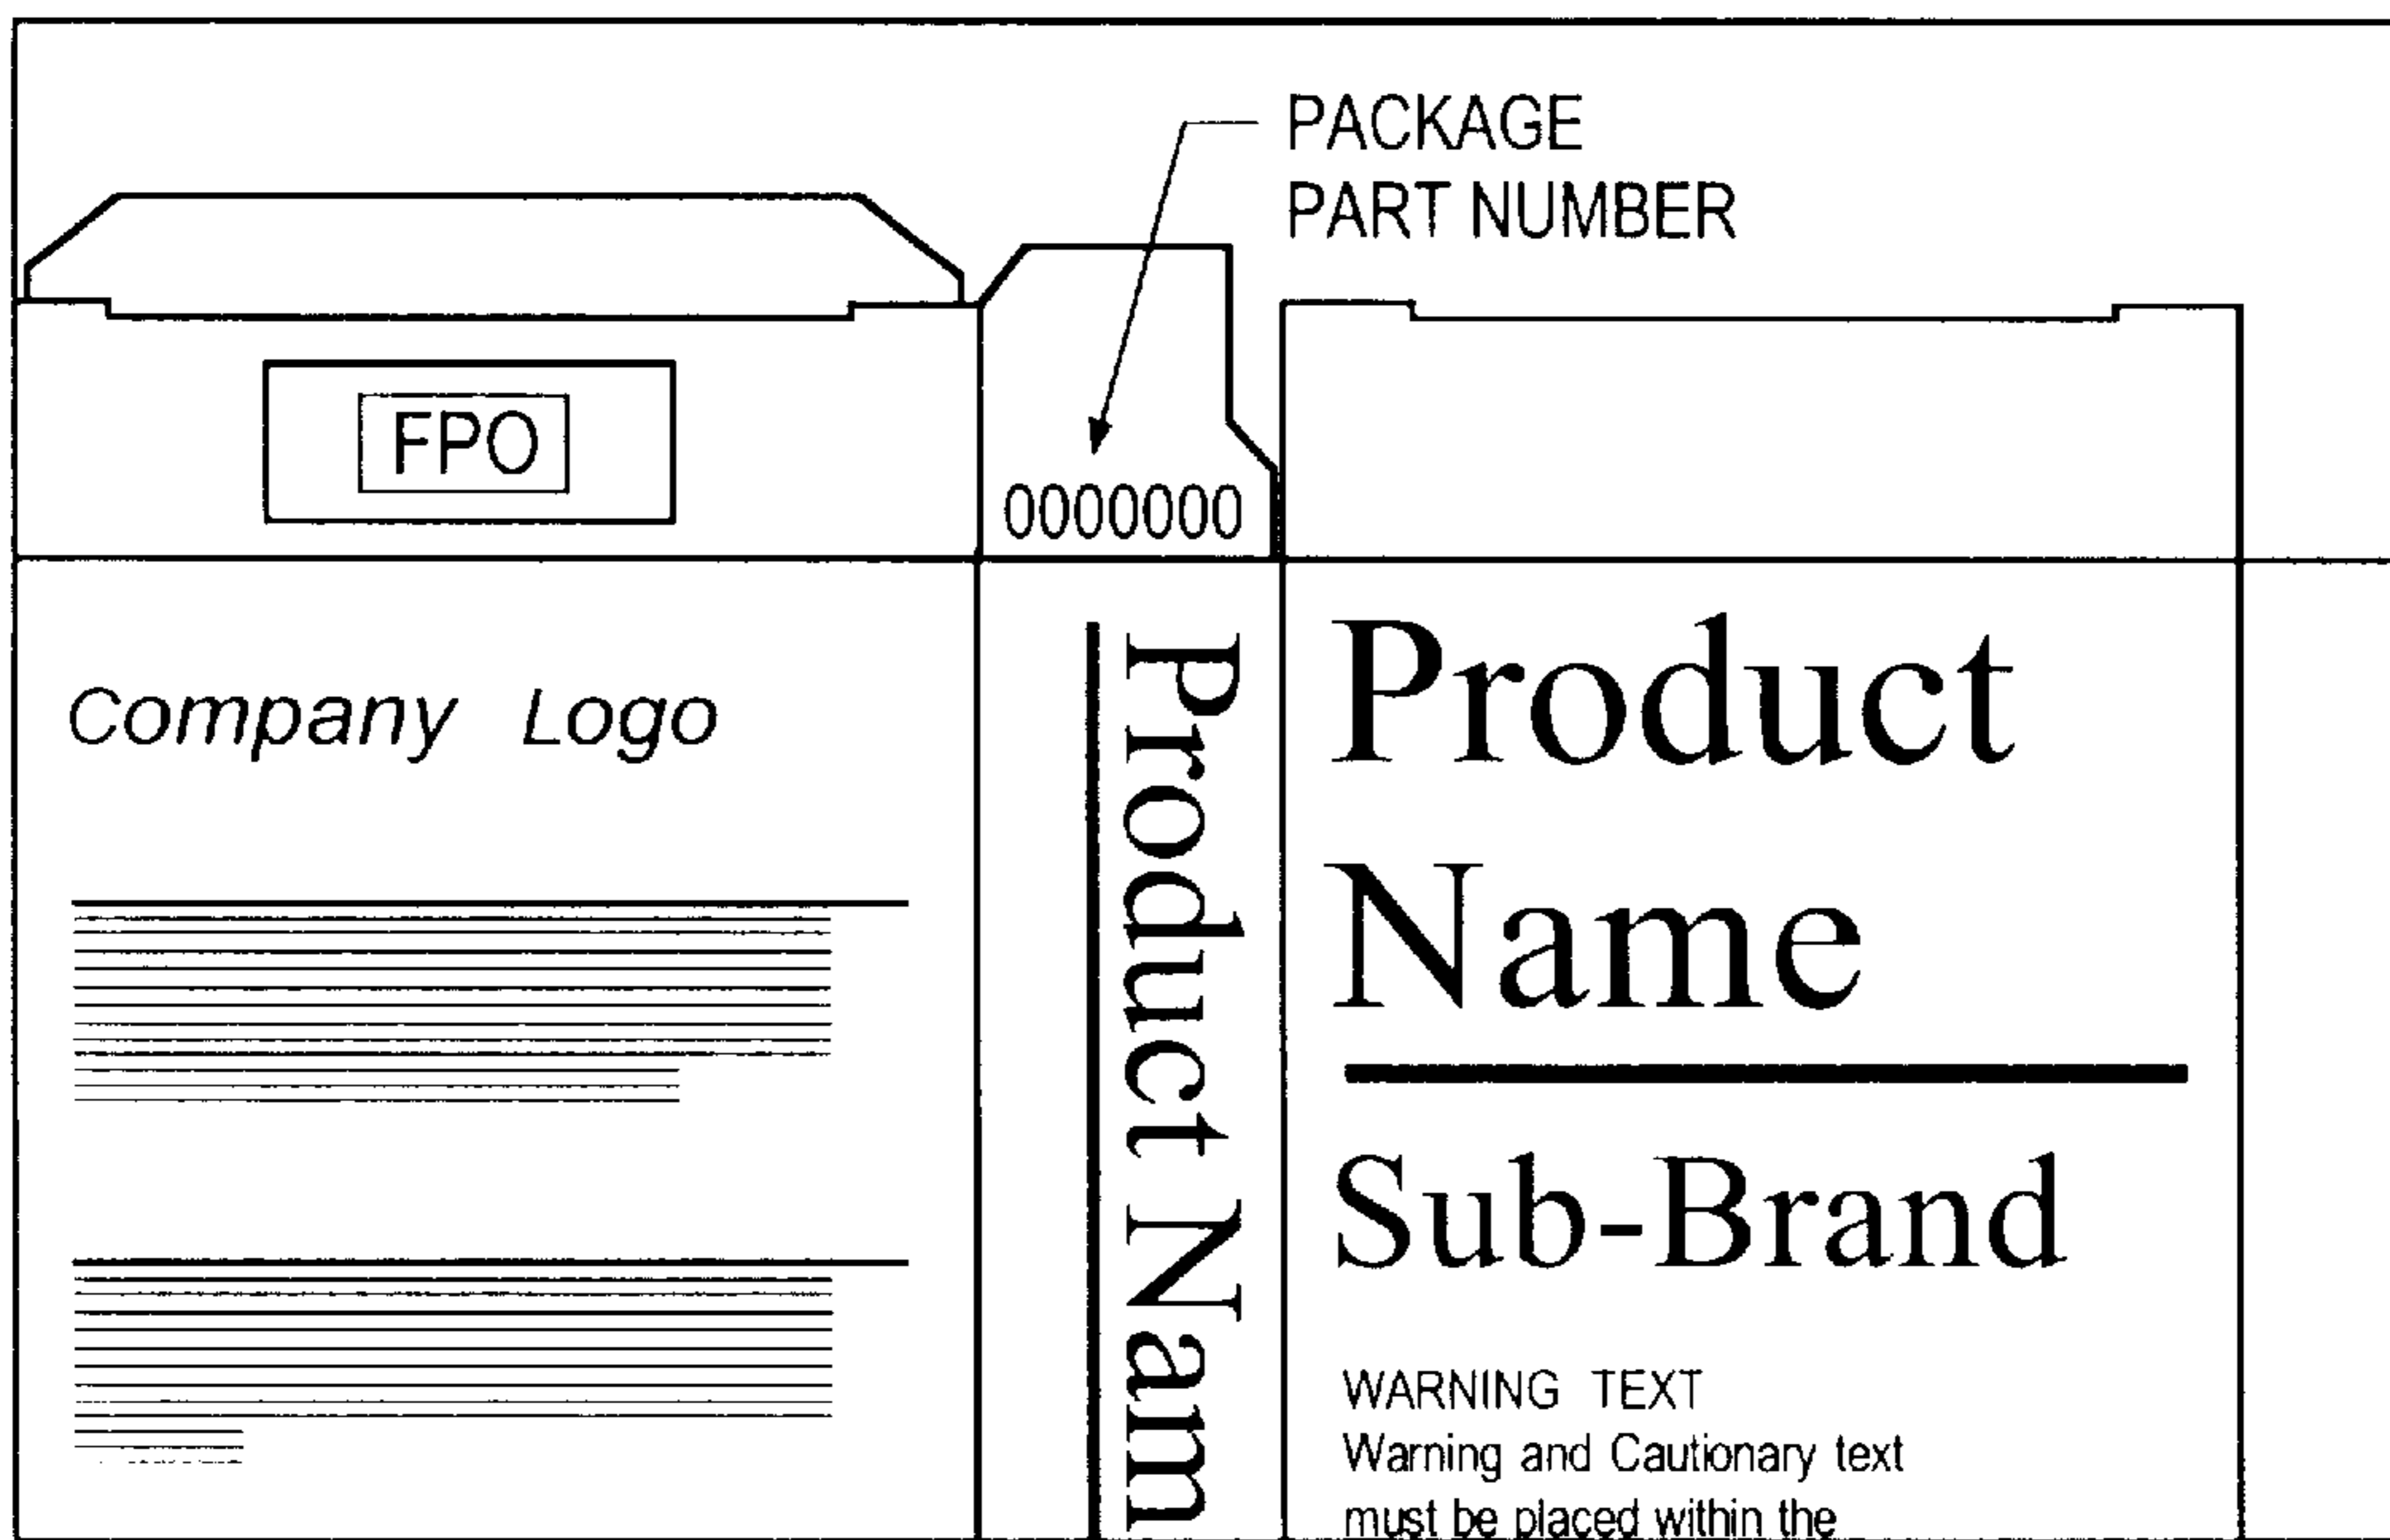 PACKAGE
PART NUMBER
FPO
0000000
Company Logo
Product Nam
Product
Name
Sub-Brand
WARNING TEXT
Warning and Cautionary text
must be placed within the